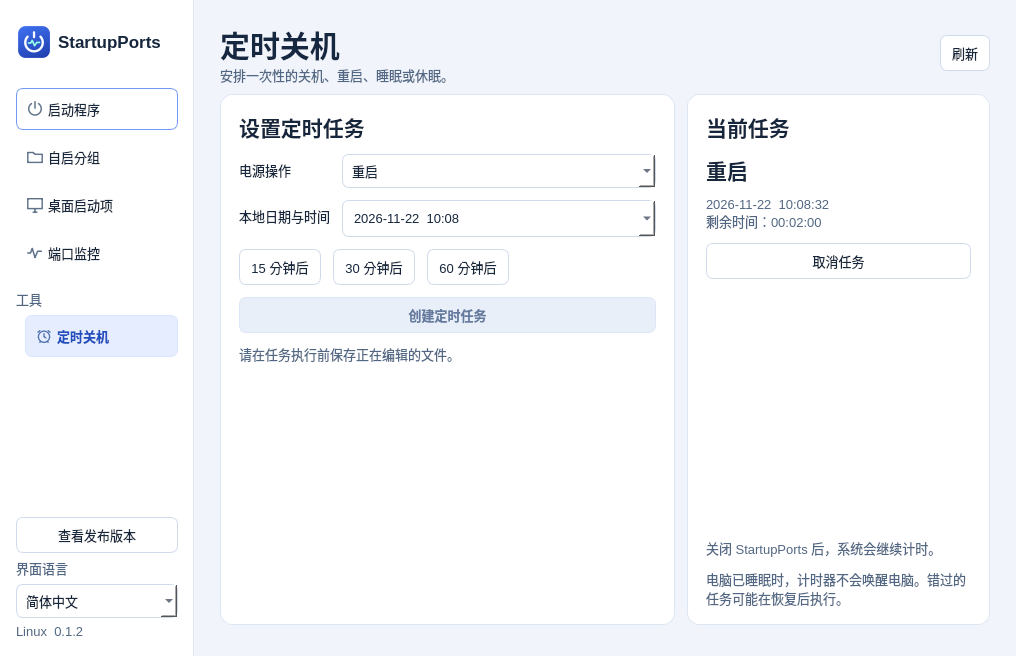 StartupPorts
启动程序
自启分组
桌面启动项
端口监控
工具
定时关机
查看发布版本
界面语言
简体中文
Linux 0.1.2
定时关机
安排一次性的关机、重启、睡眠或休眠。
刷新
设置定时任务
电源操作
重启
本地日期与时间
2026-11-22 10:08
15 分钟后
30 分钟后
60 分钟后
创建定时任务
请在任务执行前保存正在编辑的文件。
当前任务
重启
2026-11-22 10:08:32
剩余时间：00:02:00
取消任务
关闭 StartupPorts 后，系统会继续计时。
电脑已睡眠时，计时器不会唤醒电脑。错过的
任务可能在恢复后执行。